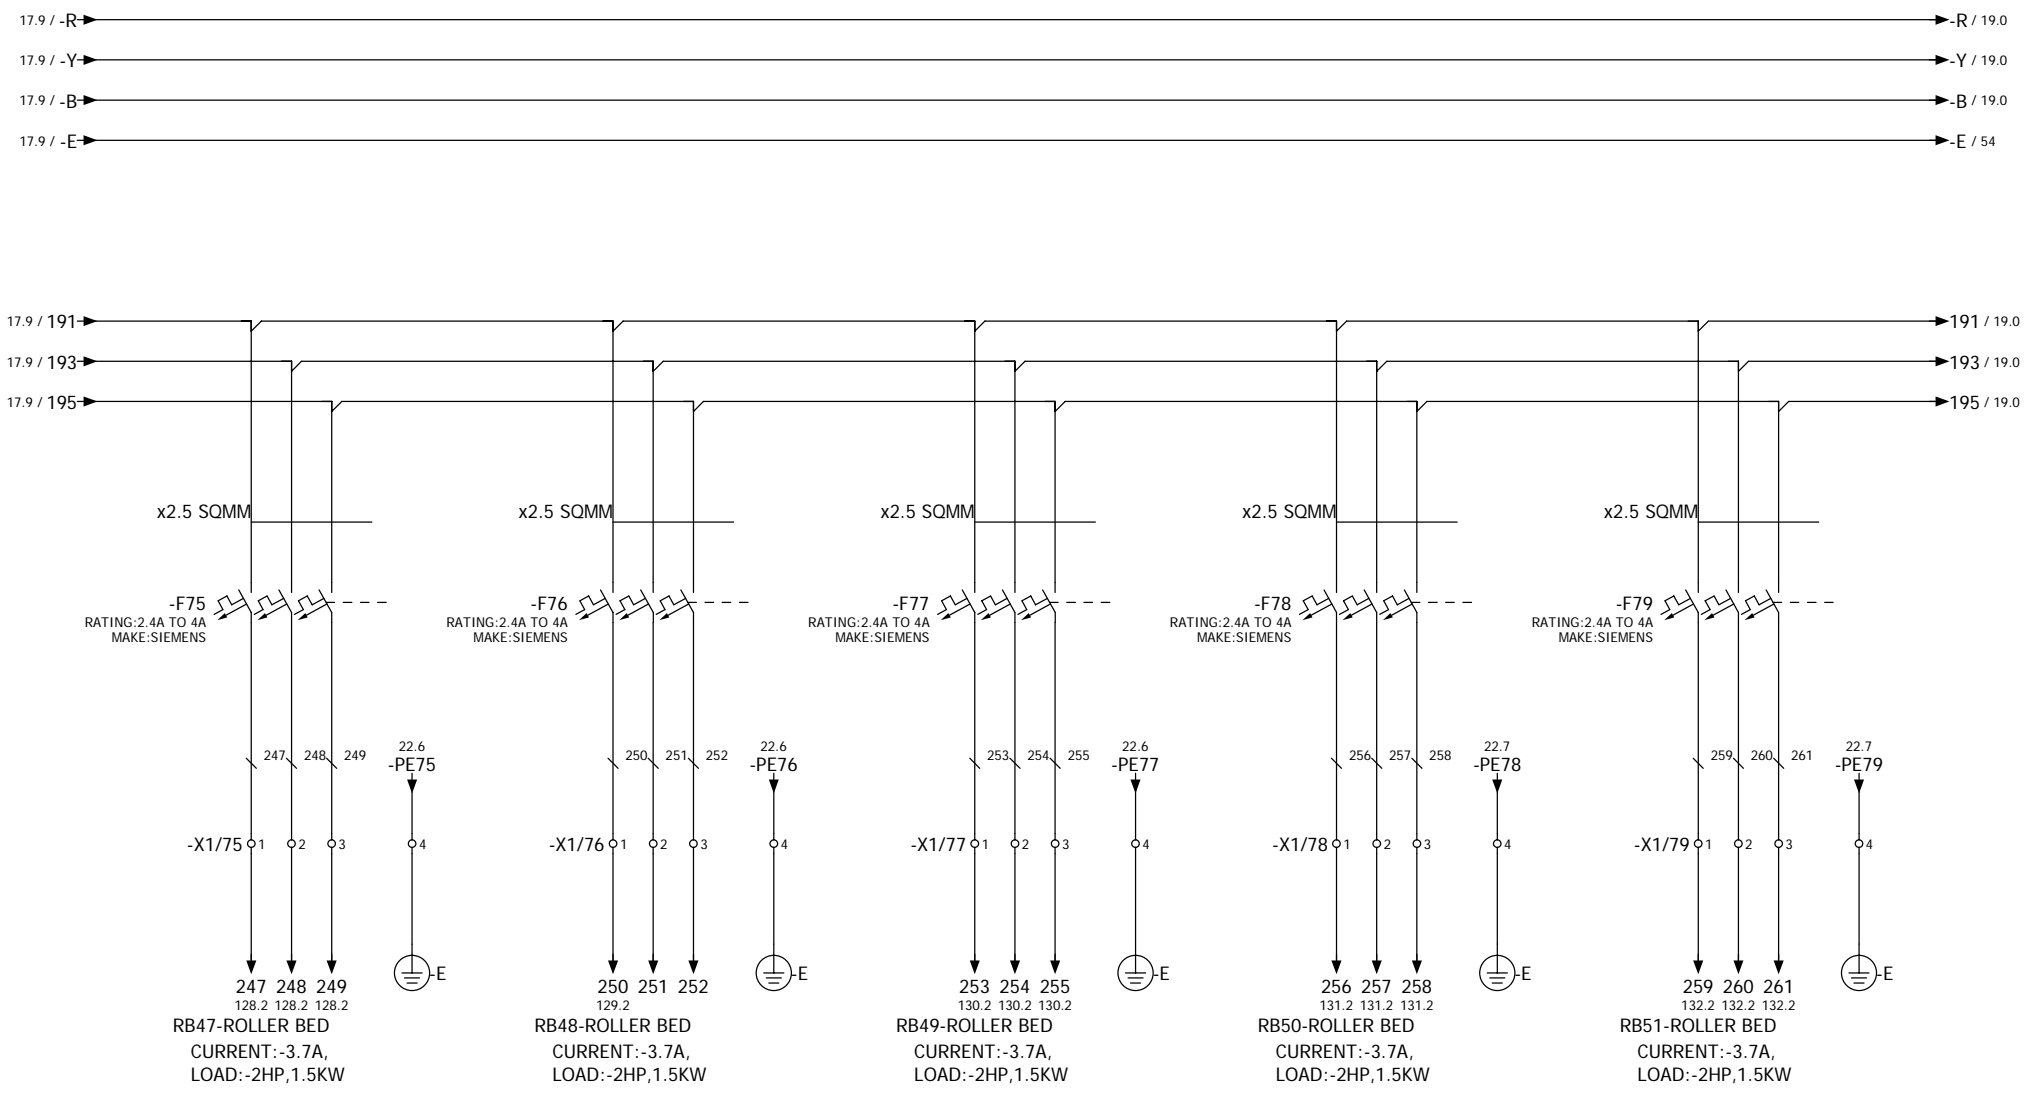 17.9 / -R -R / 19.0
17.9 / -Y -Y / 19.0
17.9 / -B -B / 19.0
17.9 / -E -E / 54
17.9 / 191 191 / 19.0
17.9 / 193 193 / 19.0
17.9 / 195 195 / 19.0
x2.5 SQMM x2.5 SQMM x2.5 SQMM x2.5 SQMM x2.5 SQMM
-F75 -F76 -F77 -F78 -F79
RATING:2.4A TO 4A RATING:2.4A TO 4A RATING:2.4A TO 4A RATING:2.4A TO 4A RATING:2.4A TO 4A
MAKE:SIEMENS MAKE:SIEMENS MAKE:SIEMENS MAKE:SIEMENS MAKE:SIEMENS
22.6 22.6 22.6 22.7 22.7
247 248 249 250 251 252 253 254 255 256 257 258 259 260 261
-PE75 -PE76 -PE77 -PE78 -PE79
-X1/75 1 2 3 4 -X1/76 1 2 3 4 -X1/77 1 2 3 4 -X1/78 1 2 3 4 -X1/79 1 2 3 4
-E -E -E -E -E
247 248 249 250 251 252 253 254 255 256 257 258 259 260 261
128.2 128.2 128.2 129.2 130.2 130.2 130.2 131.2 131.2 131.2 132.2 132.2 132.2
RB47-ROLLER BED RB48-ROLLER BED RB49-ROLLER BED RB50-ROLLER BED RB51-ROLLER BED
CURRENT:-3.7A, CURRENT:-3.7A, CURRENT:-3.7A, CURRENT:-3.7A, CURRENT:-3.7A,
LOAD:-2HP,1.5KW LOAD:-2HP,1.5KW LOAD:-2HP,1.5KW LOAD:-2HP,1.5KW LOAD:-2HP,1.5KW